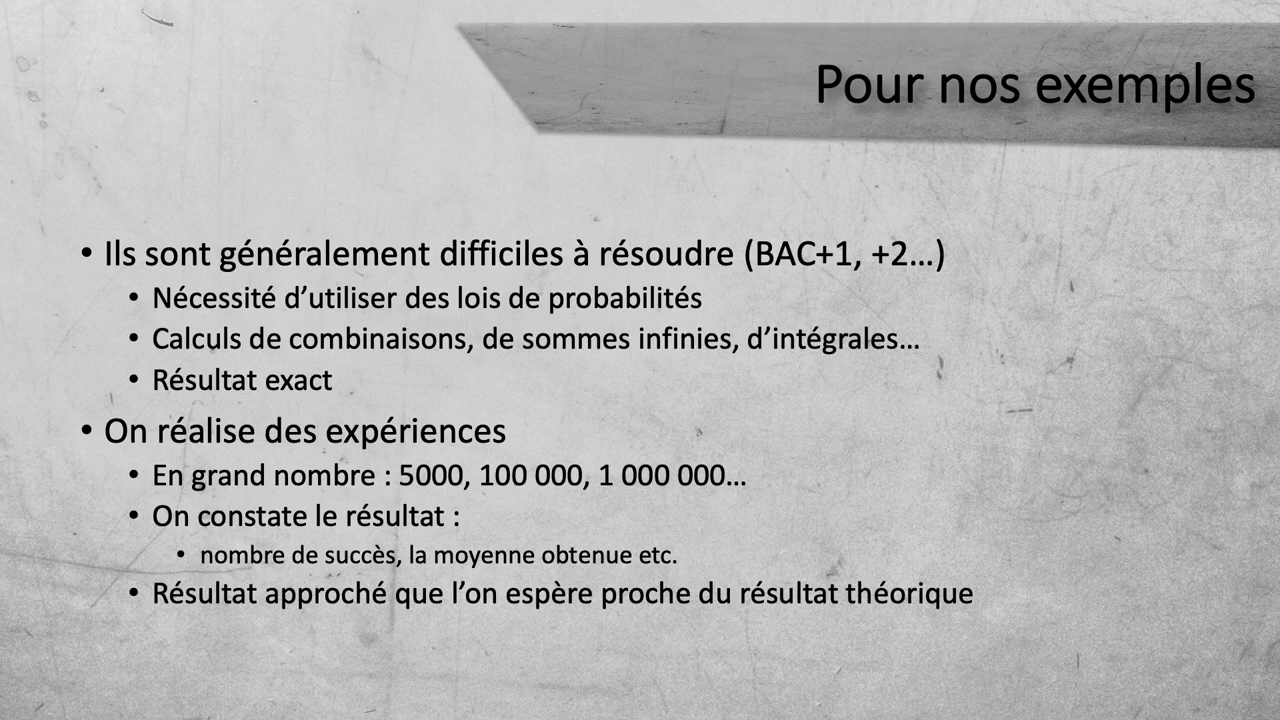 Pour nos exemples
• Ils sont généralement difficiles à résoudre (BAC+1, +2…)
• Nécessité d’utiliser des lois de probabilités
• Calculs de combinaisons, de sommes infinies, d’intégrales…
• Résultat exact
• On réalise des expériences
• En grand nombre : 5000, 100 000, 1 000 000…
• On constate le résultat :
• nombre de succès, la moyenne obtenue etc.
• Résultat approché que l’on espère proche du résultat théorique